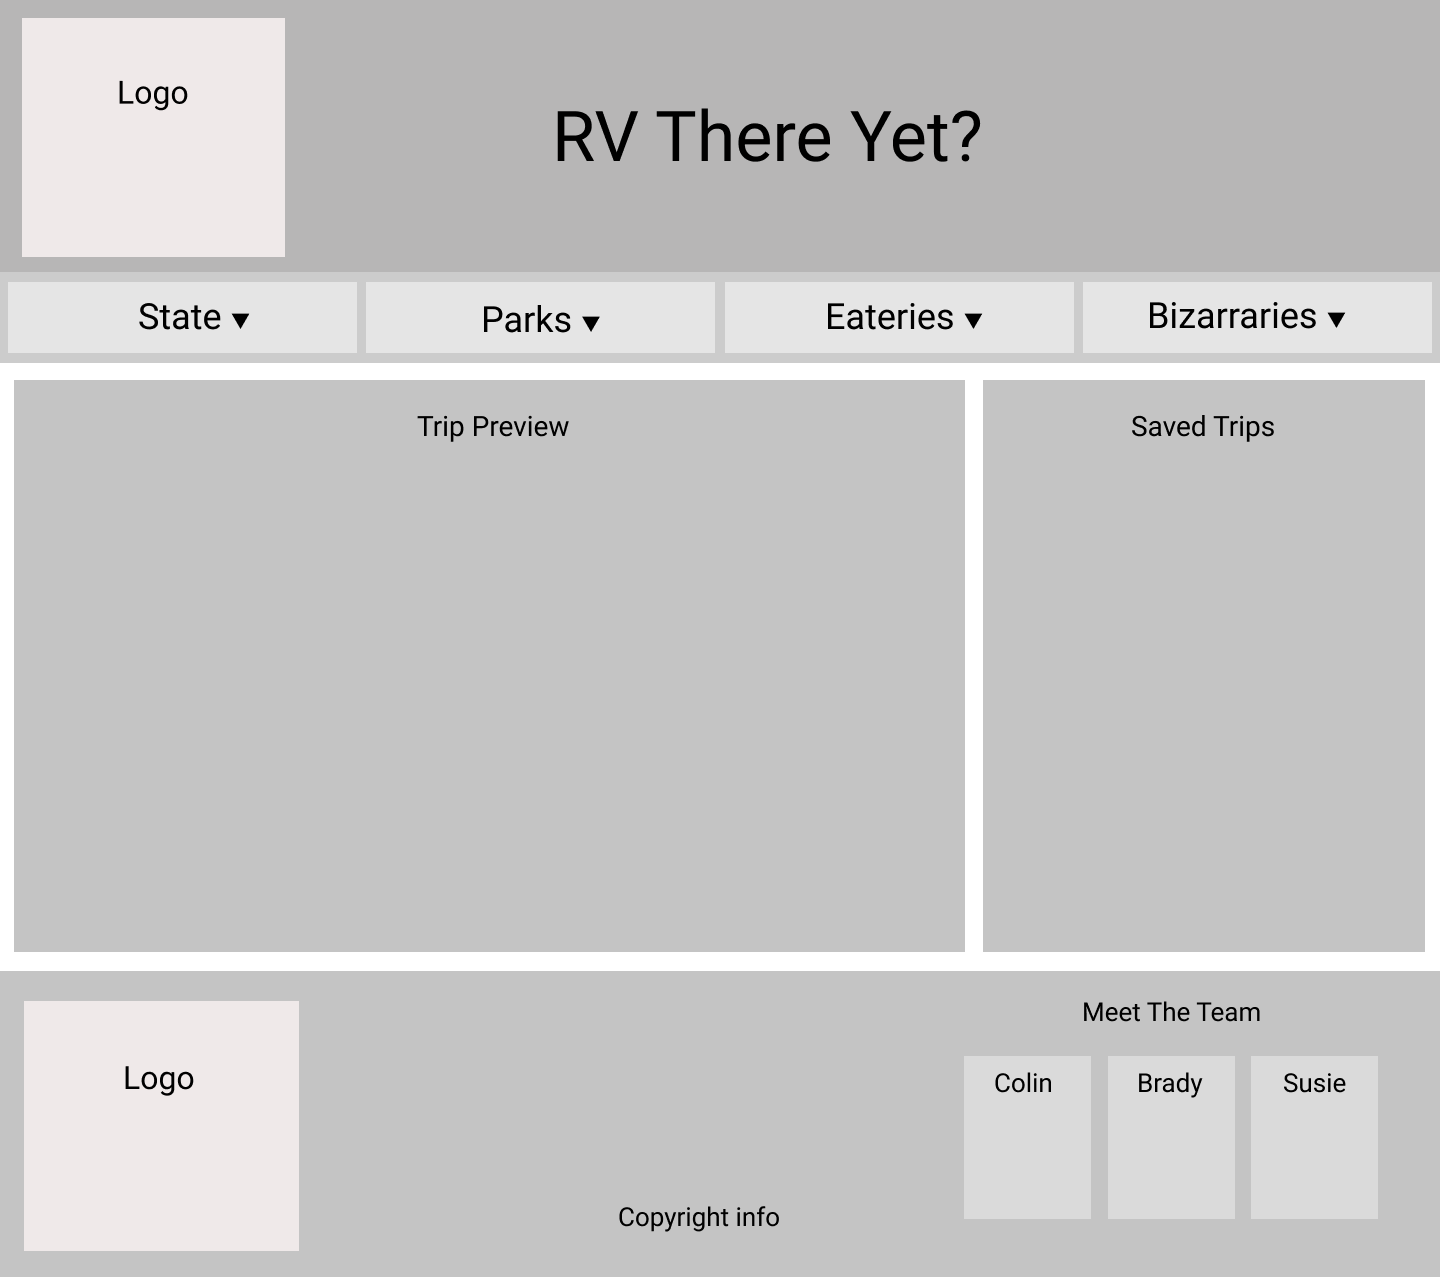 Logo
RV There Yet?
State ▼
Parks ▼
Eateries ▼
Bizarraries ▼
Trip Preview
Saved Trips
Logo
Meet The Team
Colin
Brady
Susie
Copyright info